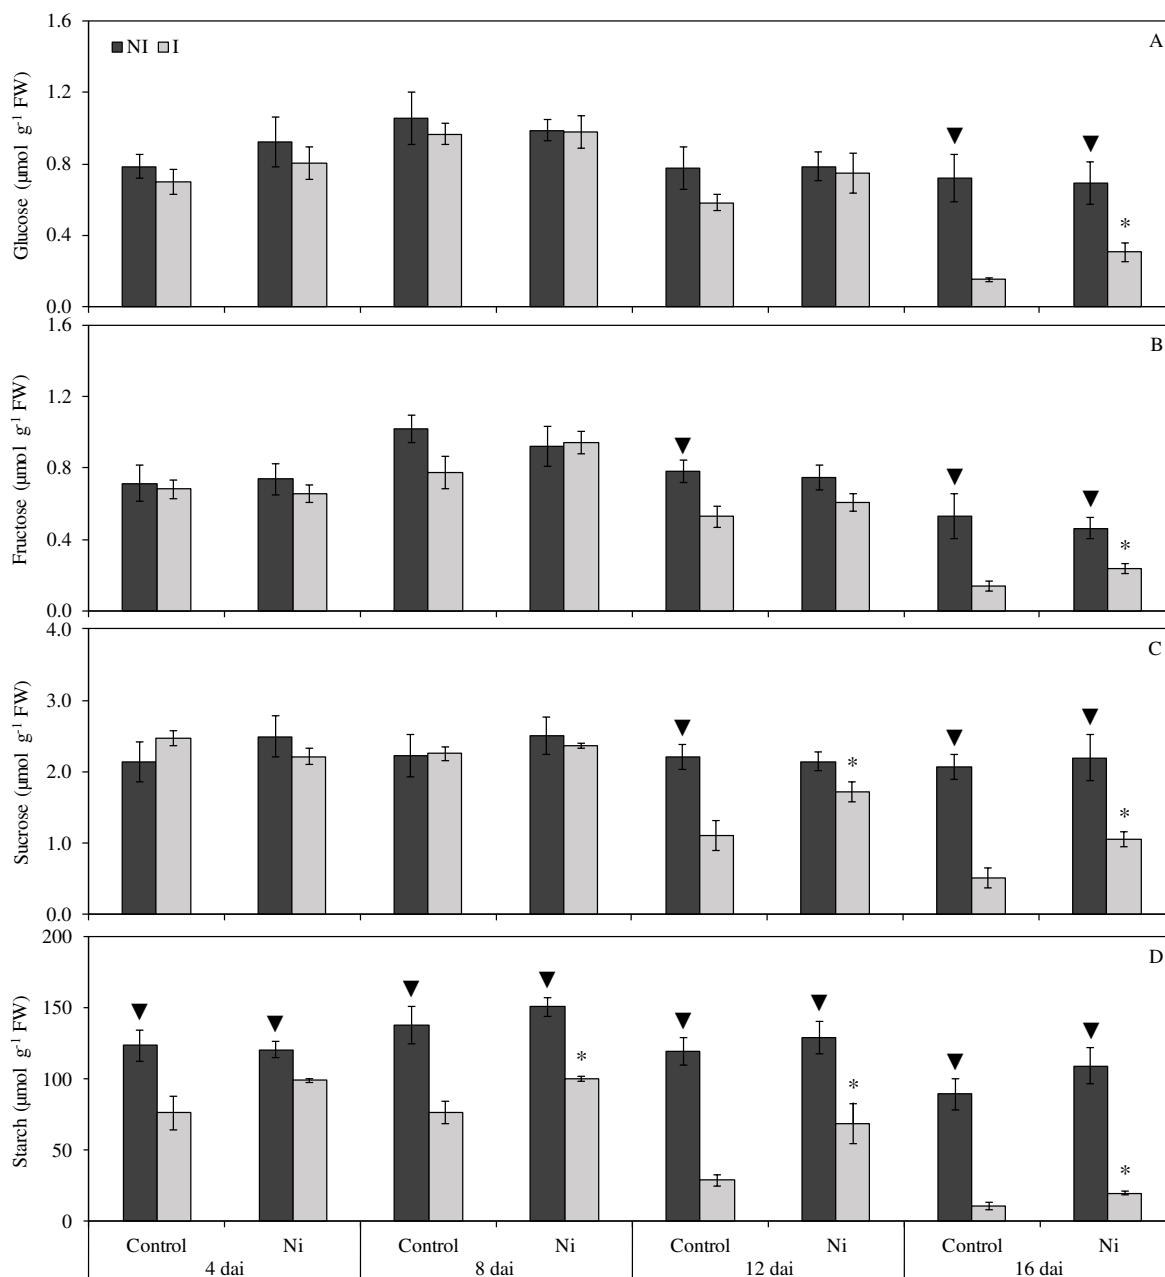 1.6
A
NI I
1.2
0.8
0.4
0.0
Glucose (µmol g-1 FW)
*
1.6
B
1.2
0.8
0.4
0.0
Fructose (µmol g-1 FW)
*
4.0
C
3.0
2.0
1.0
0.0
Sucrose (µmol g-1 FW)
* *
200
D
150
100
50
0
Starch (µmol g-1 FW)
* * *
Control Ni Control Ni Control Ni Control Ni
4 dai 8 dai 12 dai 16 dai